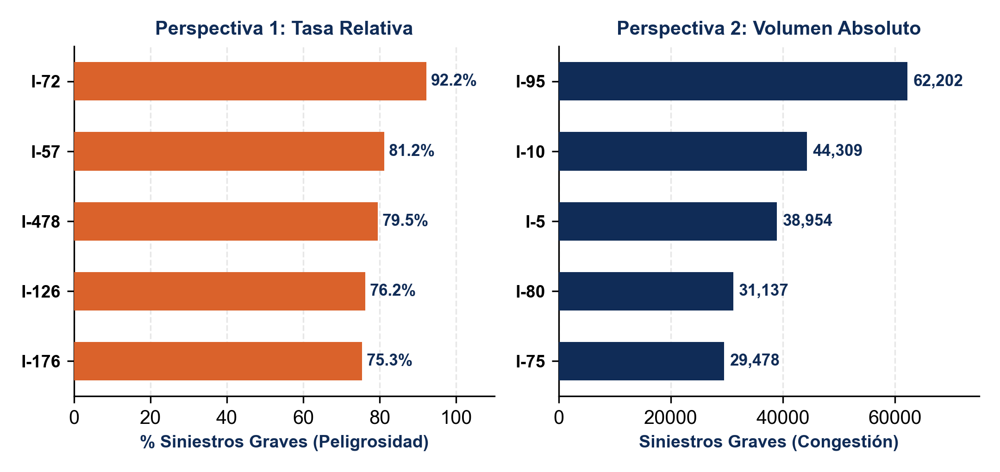 Perspectiva 1: Tasa Relativa
I-72
92.2%
I-57
81.2%
I-478
79.5%
I-126
76.2%
I-176
75.3%
0 20 40 60 80 100
% Siniestros Graves (Peligrosidad)
Perspectiva 2: Volumen Absoluto
I-95
62,202
I-10
44,309
I-5
38,954
I-80
31,137
I-75
29,478
0 20000 40000 60000
Siniestros Graves (Congestión)